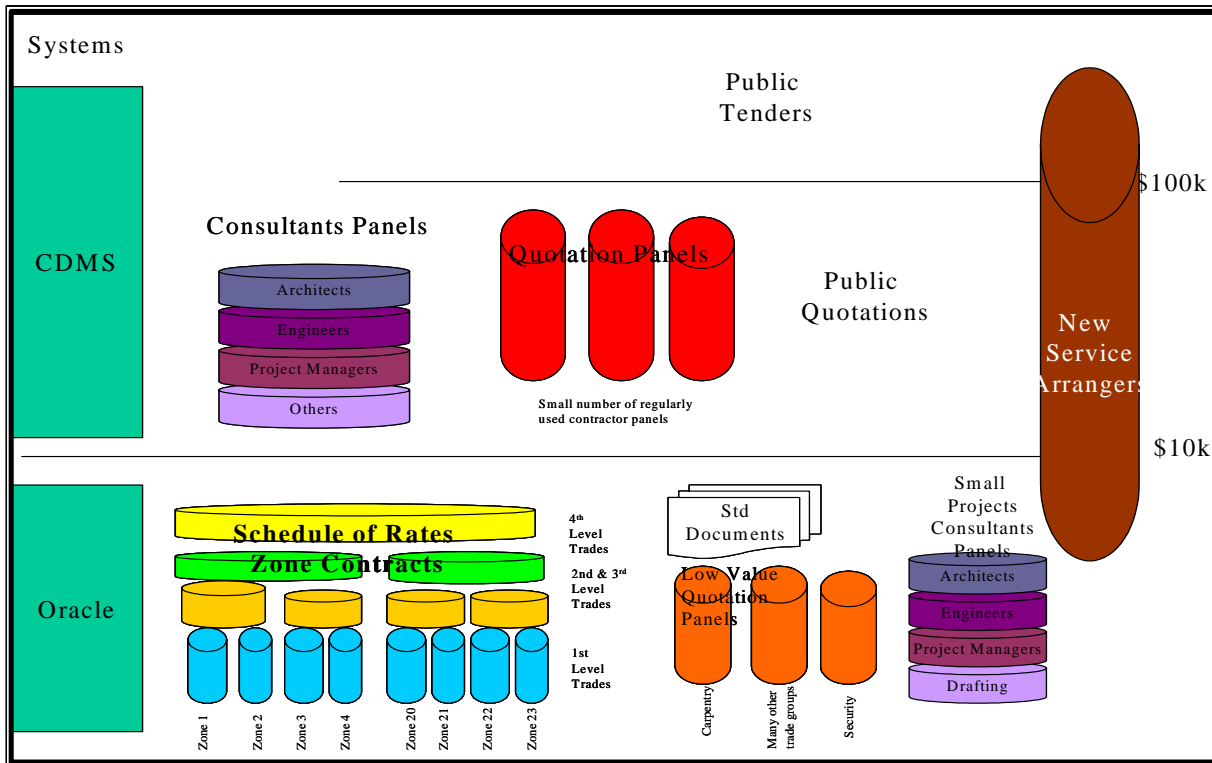 Systems
Public
Tenders
$100k
CDMS
Consultants Panels
Architects
Engineers
Project Managers
Others
Quotation Panels
Small number of regularly
used contractor panels
Public
Quotations
New
Service
Arrangers
$10k
Oracle
Schedule of Rates
Zone Contracts
4th
Level
Trades
2nd & 3rd
Level
Trades
1st
Level
Trades
Zone 1
Zone 2
Zone 3
Zone 4
Zone 20
Zone 21
Zone 22
Zone 23
Std
Documents
Low Value
Quotation
Panels
Carpentry
Many other
trade groups
Security
Small
Projects
Consultants
Panels
Architects
Engineers
Project Managers
Drafting